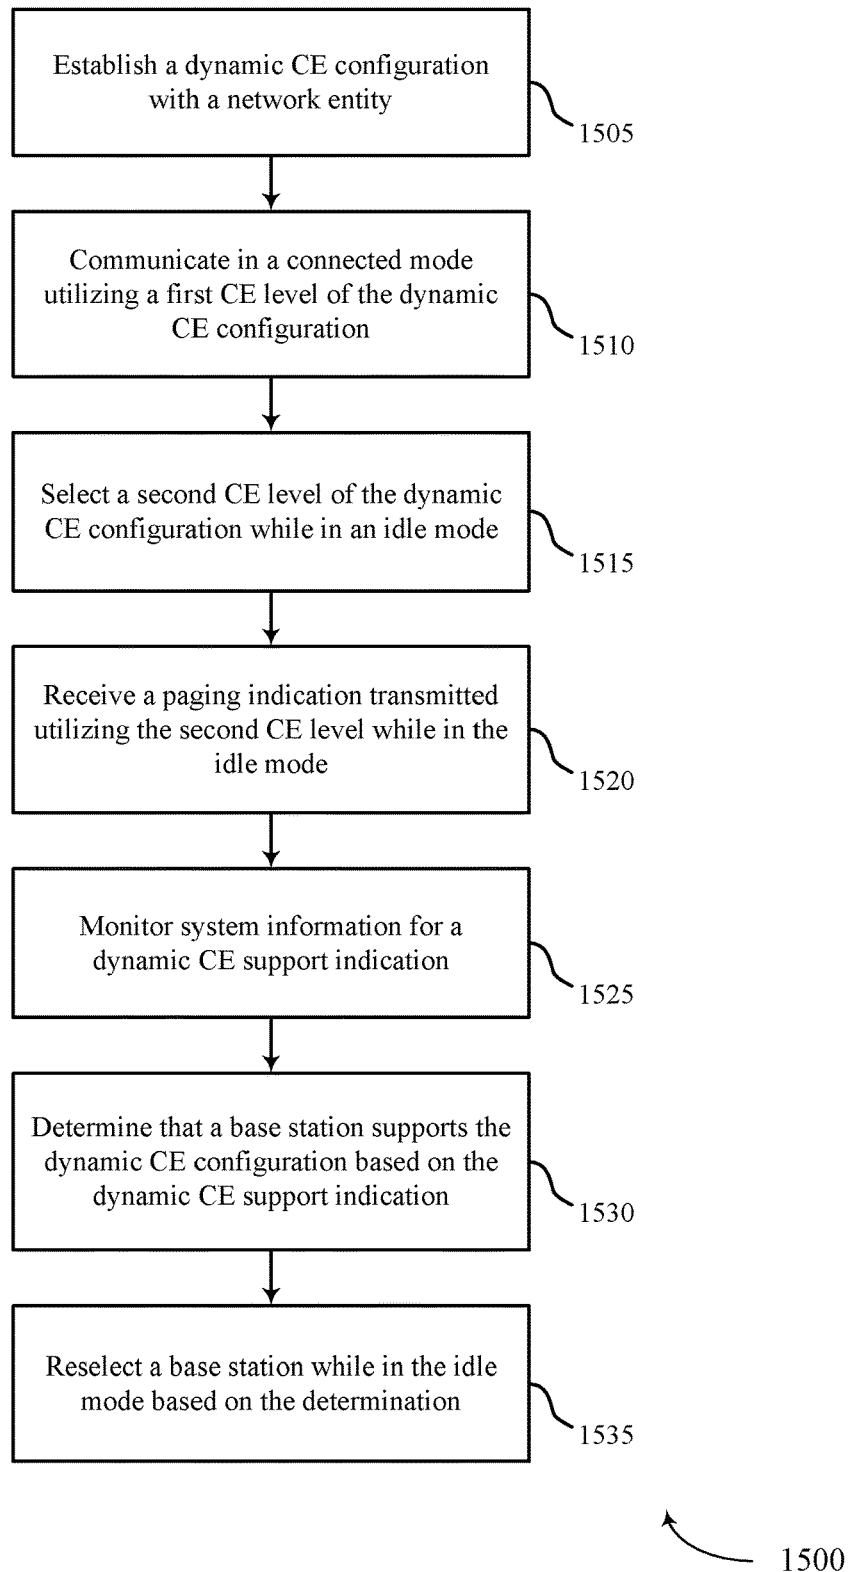 Establish a dynamic CE configuration
with a network entity
1505
Communicate in a connected mode
utilizing a first CE level of the dynamic
CE configuration
1510
Select a second CE level of the dynamic
CE configuration while in an idle mode
1515
Receive a paging indication transmitted
utilizing the second CE level while in the
idle mode
1520
Monitor system information for a
dynamic CE support indication
1525
Determine that a base station supports the
dynamic CE configuration based on the
dynamic CE support indication
1530
Reselect a base station while in the idle
mode based on the determination
1535
1500